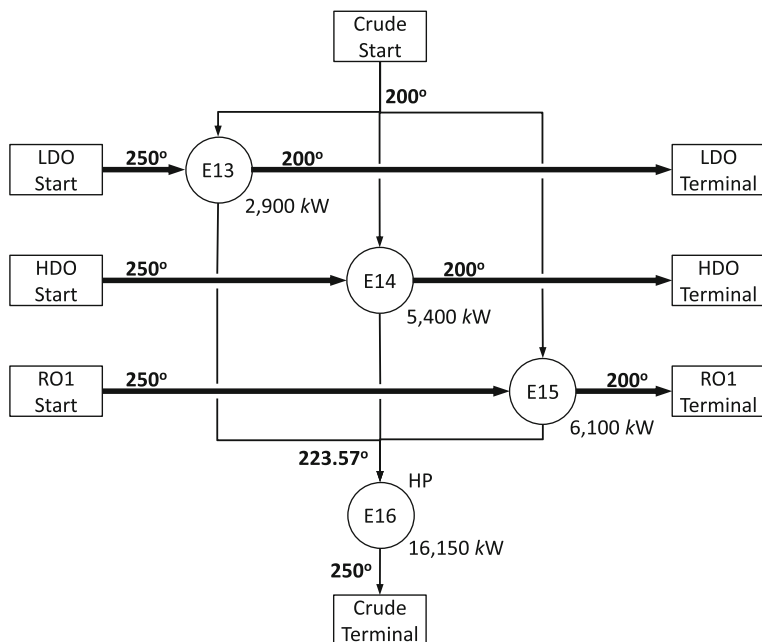 Crude
Start
200°
LDO
Start
250°
E13
200°
LDO
Terminal
2,900 kW
HDO
Start
250°
E14
200°
HDO
Terminal
5,400 kW
RO1
Start
250°
E15
200°
RO1
Terminal
6,100 kW
223.57°
HP
E16
16,150 kW
250°
Crude
Terminal